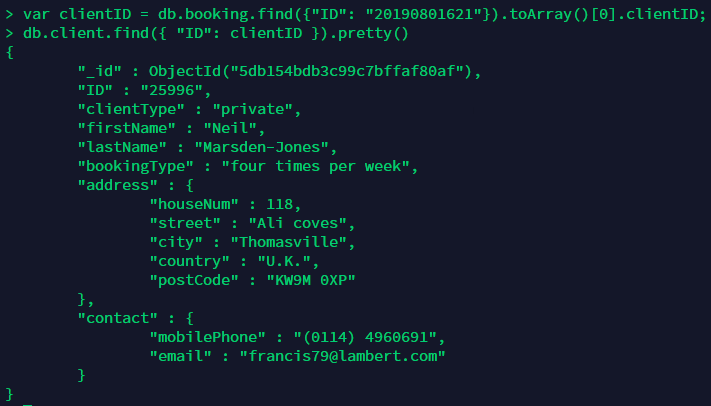 > var clientID = db.booking.find({"ID": "20190801621"}).toArray()[0].clientID;
> db.client.find({ "ID": clientID }).pretty()
{
        "_id" : ObjectId("5db154bdb3c99c7bffaf80af"),
        "ID" : "25996",
        "clientType" : "private",
        "firstName" : "Neil",
        "lastName" : "Marsden-Jones",
        "bookingType" : "four times per week",
        "address" : {
                "houseNum" : 118,
                "street" : "Ali coves",
                "city" : "Thomasville",
                "country" : "U.K.",
                "postCode" : "KW9M 0XP"
        },
        "contact" : {
                "mobilePhone" : "(0114) 4960691",
                "email" : "francis79@lambert.com"
        }
}